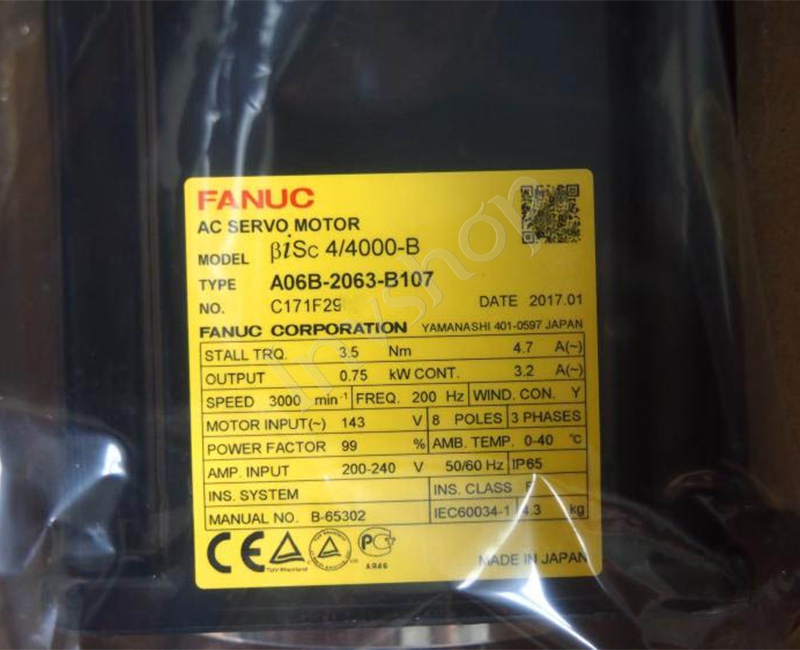 FANUC
AC SERVO MOTOR
MODEL βiSc 4/4000-B
TYPE A06B-2063-B107
NO. C171F29 DATE 2017.01
FANUC CORPORATION YAMANASHI 401-0597 JAPAN
STALL TRQ. 3.5 Nm 4.7 A(~)
OUTPUT 0.75 kW CONT. 3.2 A(~)
SPEED 3000 min⁻¹ FREQ. 200 Hz WIND. CON. Y
MOTOR INPUT(~) 143 V 8 POLES 3 PHASES
POWER FACTOR 99 % AMB. TEMP. 0-40 ℃
AMP. INPUT 200-240 V 50/60 Hz IP65
INS. SYSTEM INS. CLASS F
MANUAL NO. B-65302 IEC60034-1 4.3 kg
CE TUV Rheinland
MADE IN JAPAN
Jnvshop